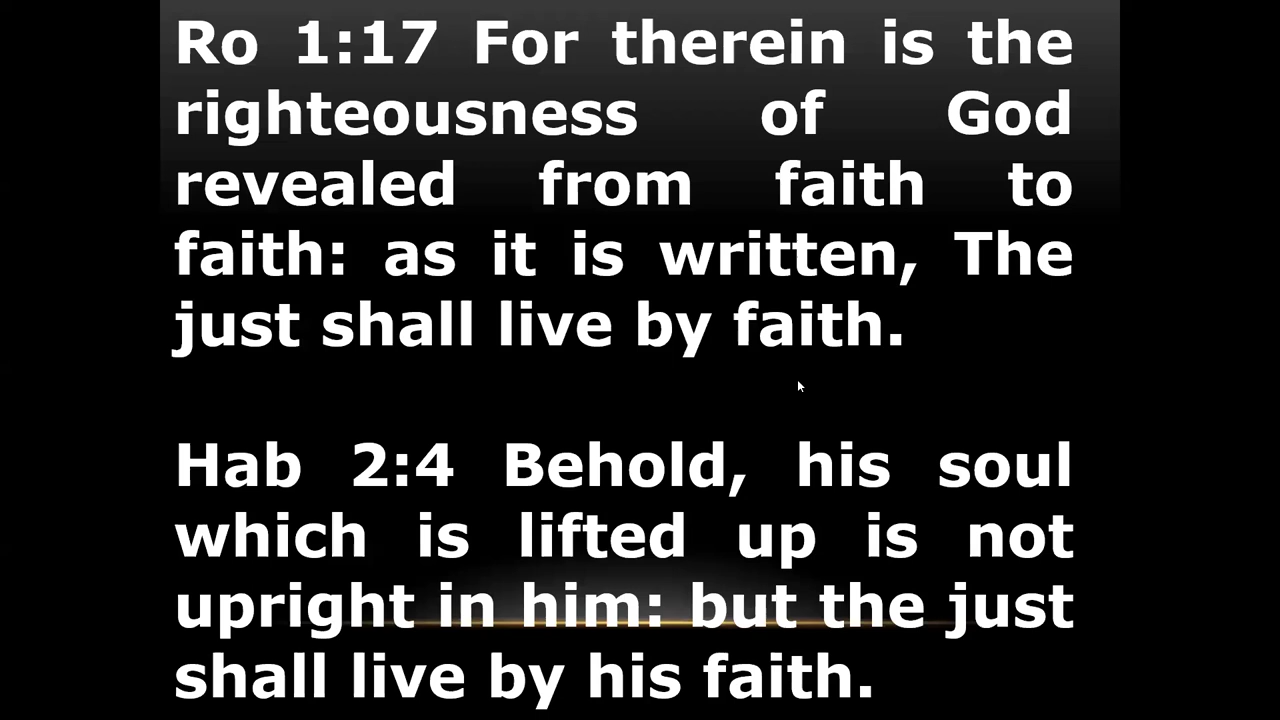 Ro 1:17 For therein is the
righteousness of God
revealed from faith to
faith: as it is written, The
just shall live by faith.
Hab 2:4 Behold, his soul
which is lifted up is not
upright in him: but the just
shall live by his faith.